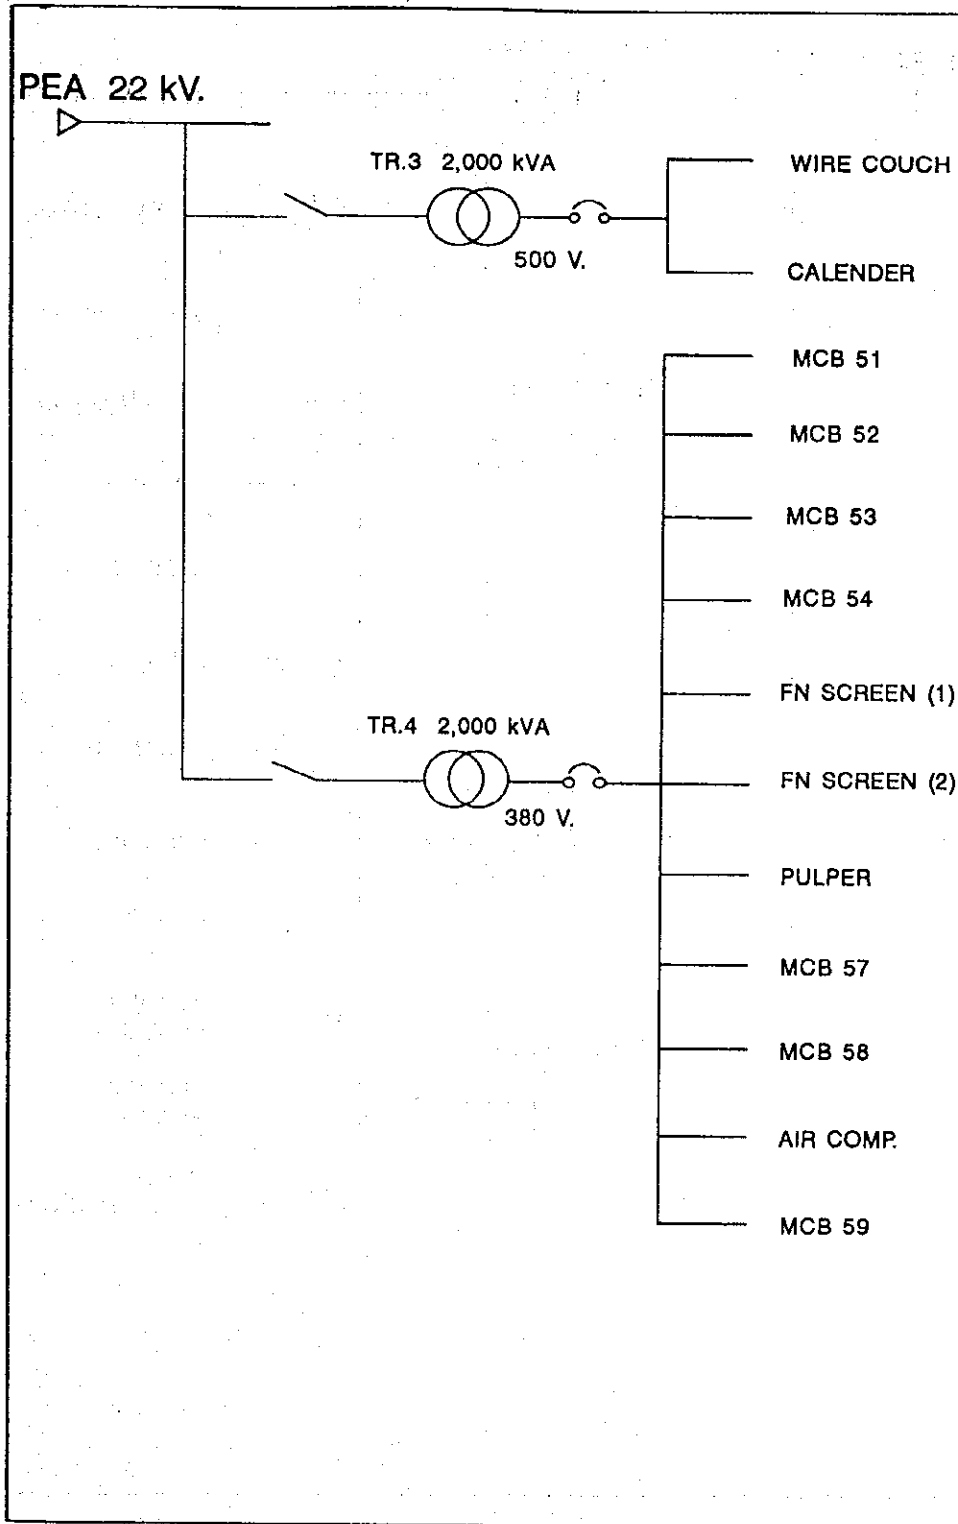 PEA 22 kV.
TR.3 2,000 kVA
500 V.
WIRE COUCH
CALENDER
MCB 51
MCB 52
MCB 53
MCB 54
FN SCREEN (1)
TR.4 2,000 kVA
380 V.
FN SCREEN (2)
PULPER
MCB 57
MCB 58
AIR COMP.
MCB 59